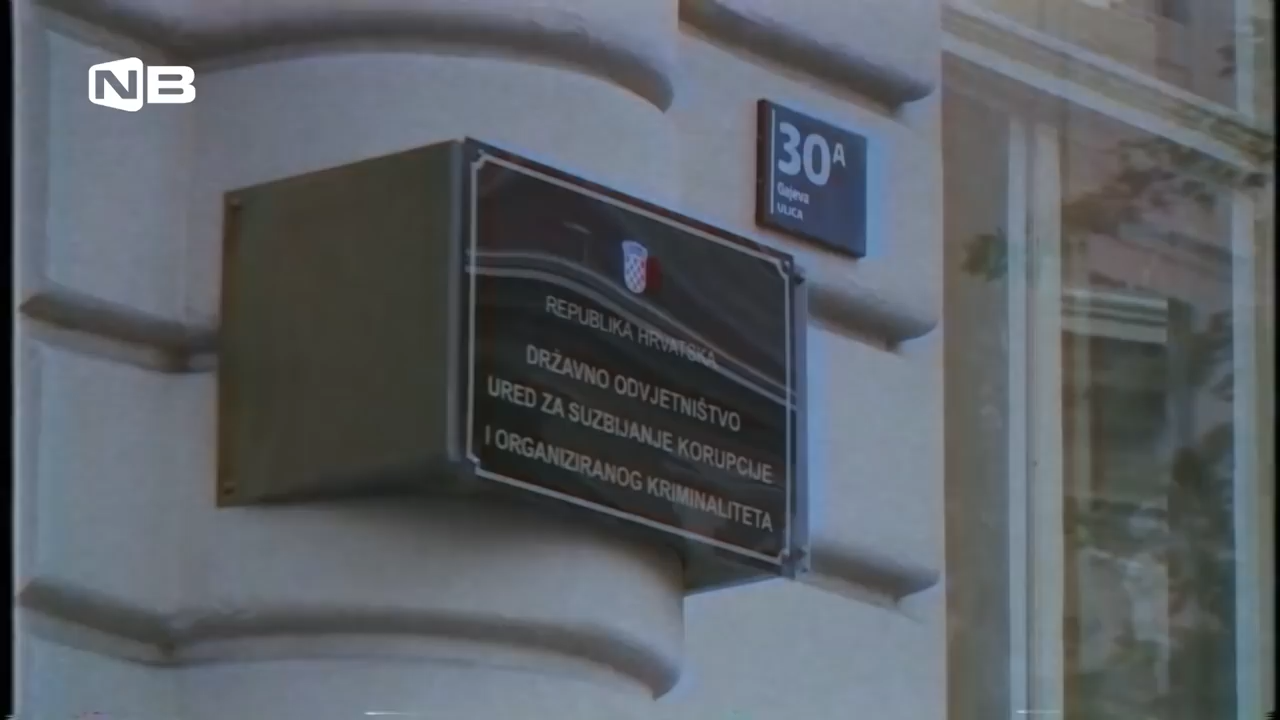 NB
30A
Gajeva
ULICA
REPUBLIKA HRVATSKA
DRŽAVNO ODVJETNIŠTVO
URED ZA SUZBIJANJE KORUPCIJE
I ORGANIZIRANOG KRIMINALITETA